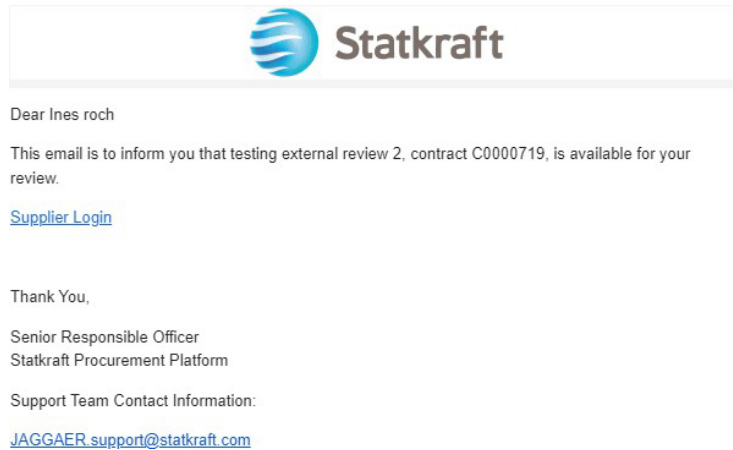 Statkraft
Dear Ines roch
This email is to inform you that testing external review 2, contract C0000719, is available for your
review.
Supplier Login
Thank You,
Senior Responsible Officer
Statkraft Procurement Platform
Support Team Contact Information:
JAGGAER.support@statkraft.com